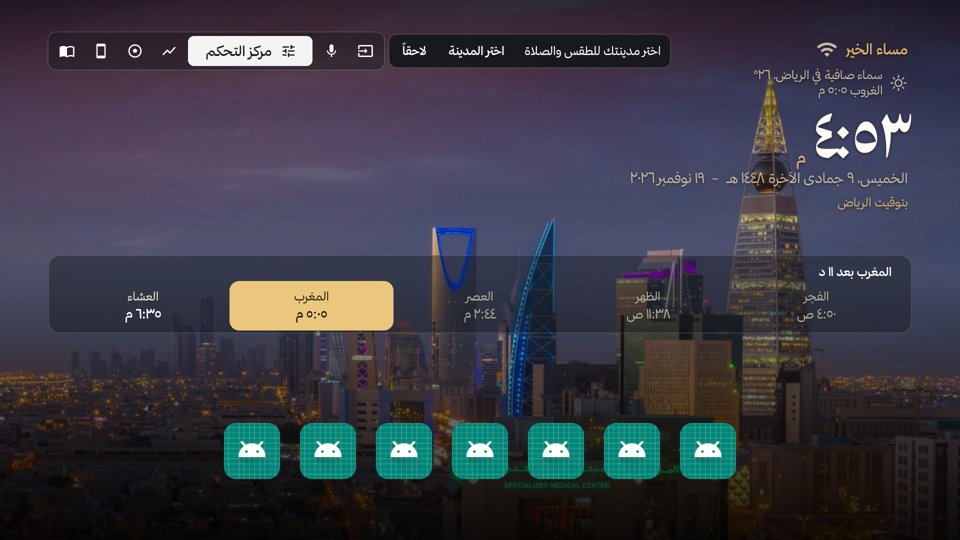 مساء الخير
سماء صافية في الرياض، ٢٦°
الغروب ٥:٠٥ م
٤:٥٣ م
الخميس، ٩ جمادى الآخرة ١٤٤٨ هـ – ١٩ نوفمبر ٢٠٢٦
بتوقيت الرياض
اختر مدينتك للطقس والصلاة اختر المدينة لاحقاً
مركز التحكم
المغرب بعد ١١ د
الفجر
٤:٥٠ ص
الظهر
١١:٣٨ ص
العصر
٢:٤٤ م
المغرب
٥:٠٥ م
العشاء
٦:٣٥ م
SPECIALIZED MEDICAL CENTER